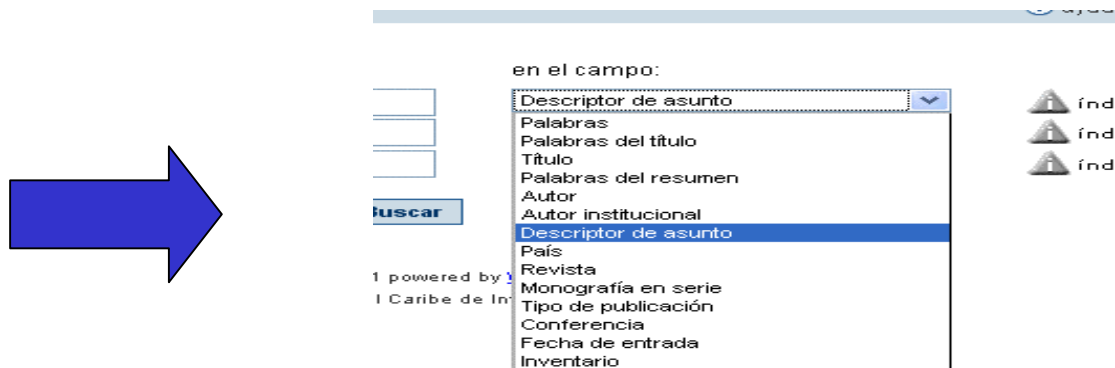 en el campo:
Descriptor de asunto
Palabras
Palabras del título
Título
Palabras del resumen
Autor
Autor institucional
Descriptor de asunto
País
Revista
Monografía en serie
Tipo de publicación
Conferencia
Fecha de entrada
Inventario
Buscar
1 powered by
l Caribe de In
índ
índ
índ